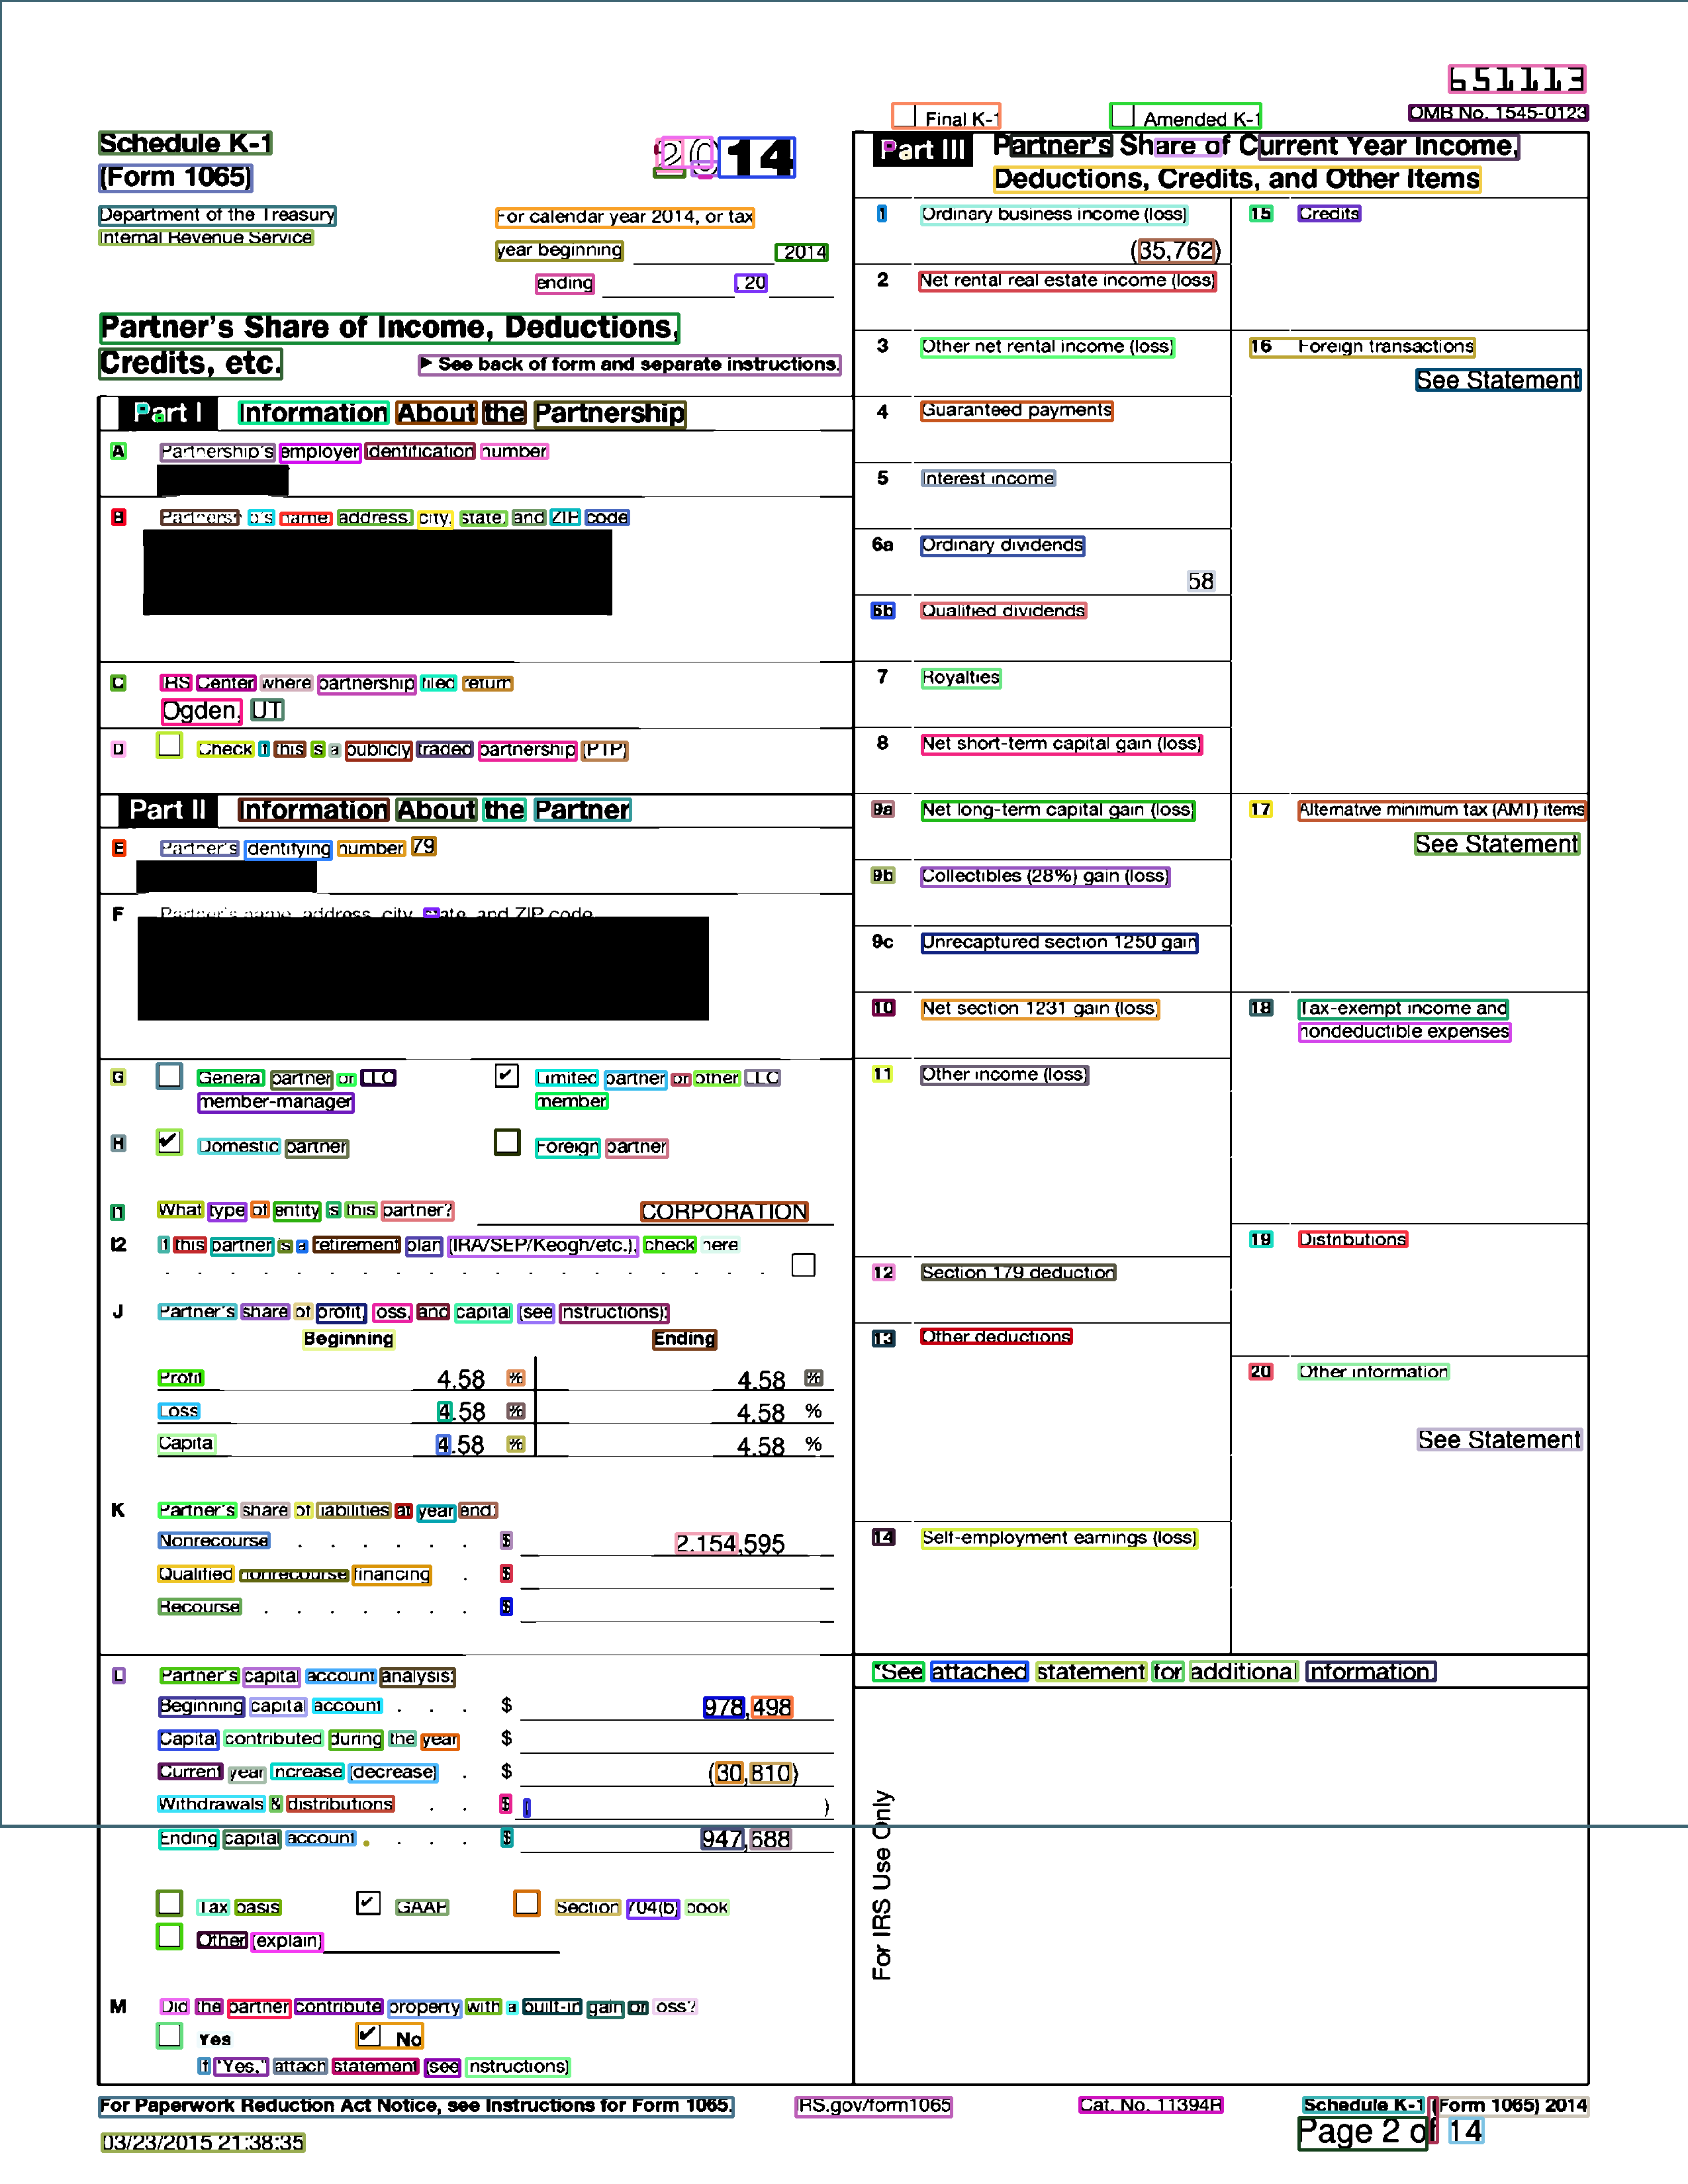 651113
Final K-1 Amended K-1 OMB No. 1545-0123
Schedule K-1
(Form 1065)
2014
Department of the Treasury
Internal Revenue Service
For calendar year 2014, or tax
year beginning , 2014
ending , 20
Partner's Share of Income, Deductions,
Credits, etc.
► See back of form and separate instructions.
Part I Information About the Partnership
A Partnership's employer identification number
B Partnership's name, address, city, state, and ZIP code
C IRS Center where partnership filed return
Ogden, UT
D Check if this is a publicly traded partnership (PTP)
Part II Information About the Partner
E Partner's identifying number 79
F Partner's name, address, city, state, and ZIP code
G General partner or LLC
member-manager
✔ Limited partner or other LLC
member
H ✔ Domestic partner Foreign partner
I1 What type of entity is this partner? CORPORATION
I2 If this partner is a retirement plan (IRA/SEP/Keogh/etc.), check here
. . . . . . . . . . . . . . . . . . .
J Partner's share of profit, loss, and capital (see instructions):
Beginning Ending
Profit 4.58 % 4.58 %
Loss 4.58 % 4.58 %
Capital 4.58 % 4.58 %
K Partner's share of liabilities at year end:
Nonrecourse . . . . . . $ 2,154,595
Qualified nonrecourse financing . $
Recourse . . . . . . . $
L Partner's capital account analysis:
Beginning capital account . . . $ 978,498
Capital contributed during the year $
Current year increase (decrease) . $ (30,810)
Withdrawals & distributions . . $ ( )
Ending capital account . . . . $ 947,688
Tax basis ✔ GAAP Section 704(b) book
Other (explain)
M Did the partner contribute property with a built-in gain or loss?
Yes ✔ No
If "Yes," attach statement (see instructions)
Part III Partner's Share of Current Year Income,
Deductions, Credits, and Other Items
1 Ordinary business income (loss)
(35,762)
2 Net rental real estate income (loss)
3 Other net rental income (loss)
4 Guaranteed payments
5 Interest income
6a Ordinary dividends
58
6b Qualified dividends
7 Royalties
8 Net short-term capital gain (loss)
9a Net long-term capital gain (loss)
9b Collectibles (28%) gain (loss)
9c Unrecaptured section 1250 gain
10 Net section 1231 gain (loss)
11 Other income (loss)
12 Section 179 deduction
13 Other deductions
14 Self-employment earnings (loss)
15 Credits
16 Foreign transactions
See Statement
17 Alternative minimum tax (AMT) items
See Statement
18 Tax-exempt income and
nondeductible expenses
19 Distributions
20 Other information
See Statement
*See attached statement for additional information.
For IRS Use Only
For Paperwork Reduction Act Notice, see Instructions for Form 1065. IRS.gov/form1065 Cat. No. 11394R Schedule K-1 (Form 1065) 2014
03/23/2015 21:38:35 Page 2 of 14